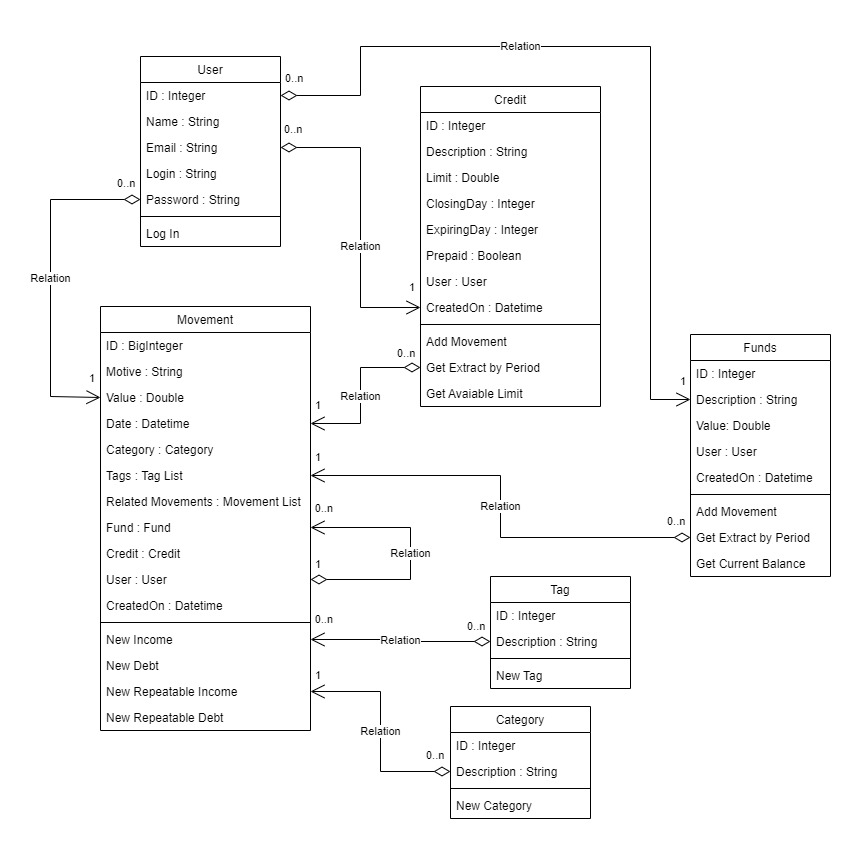 Relation
User
ID : Integer
Name : String
Email : String
Login : String
Password : String
Log In
0..n
0..n
0..n
Credit
ID : Integer
Description : String
Limit : Double
ClosingDay : Integer
ExpiringDay : Integer
Prepaid : Boolean
User : User
CreatedOn : Datetime
Add Movement
Get Extract by Period
Get Avaiable Limit
Relation
1
Relation
1
0..n
Relation
1
Movement
ID : BigInteger
Motive : String
Value : Double
Date : Datetime
Category : Category
Tags : Tag List
Related Movements : Movement List
Fund : Fund
Credit : Credit
User : User
CreatedOn : Datetime
New Income
New Debt
New Repeatable Income
New Repeatable Debt
Funds
ID : Integer
Description : String
Value: Double
User : User
CreatedOn : Datetime
Add Movement
Get Extract by Period
Get Current Balance
1
0..n
Relation
1
0..n
Relation
1
Tag
ID : Integer
Description : String
New Tag
0..n
Relation
0..n
Category
ID : Integer
Description : String
New Category
1
Relation
0..n